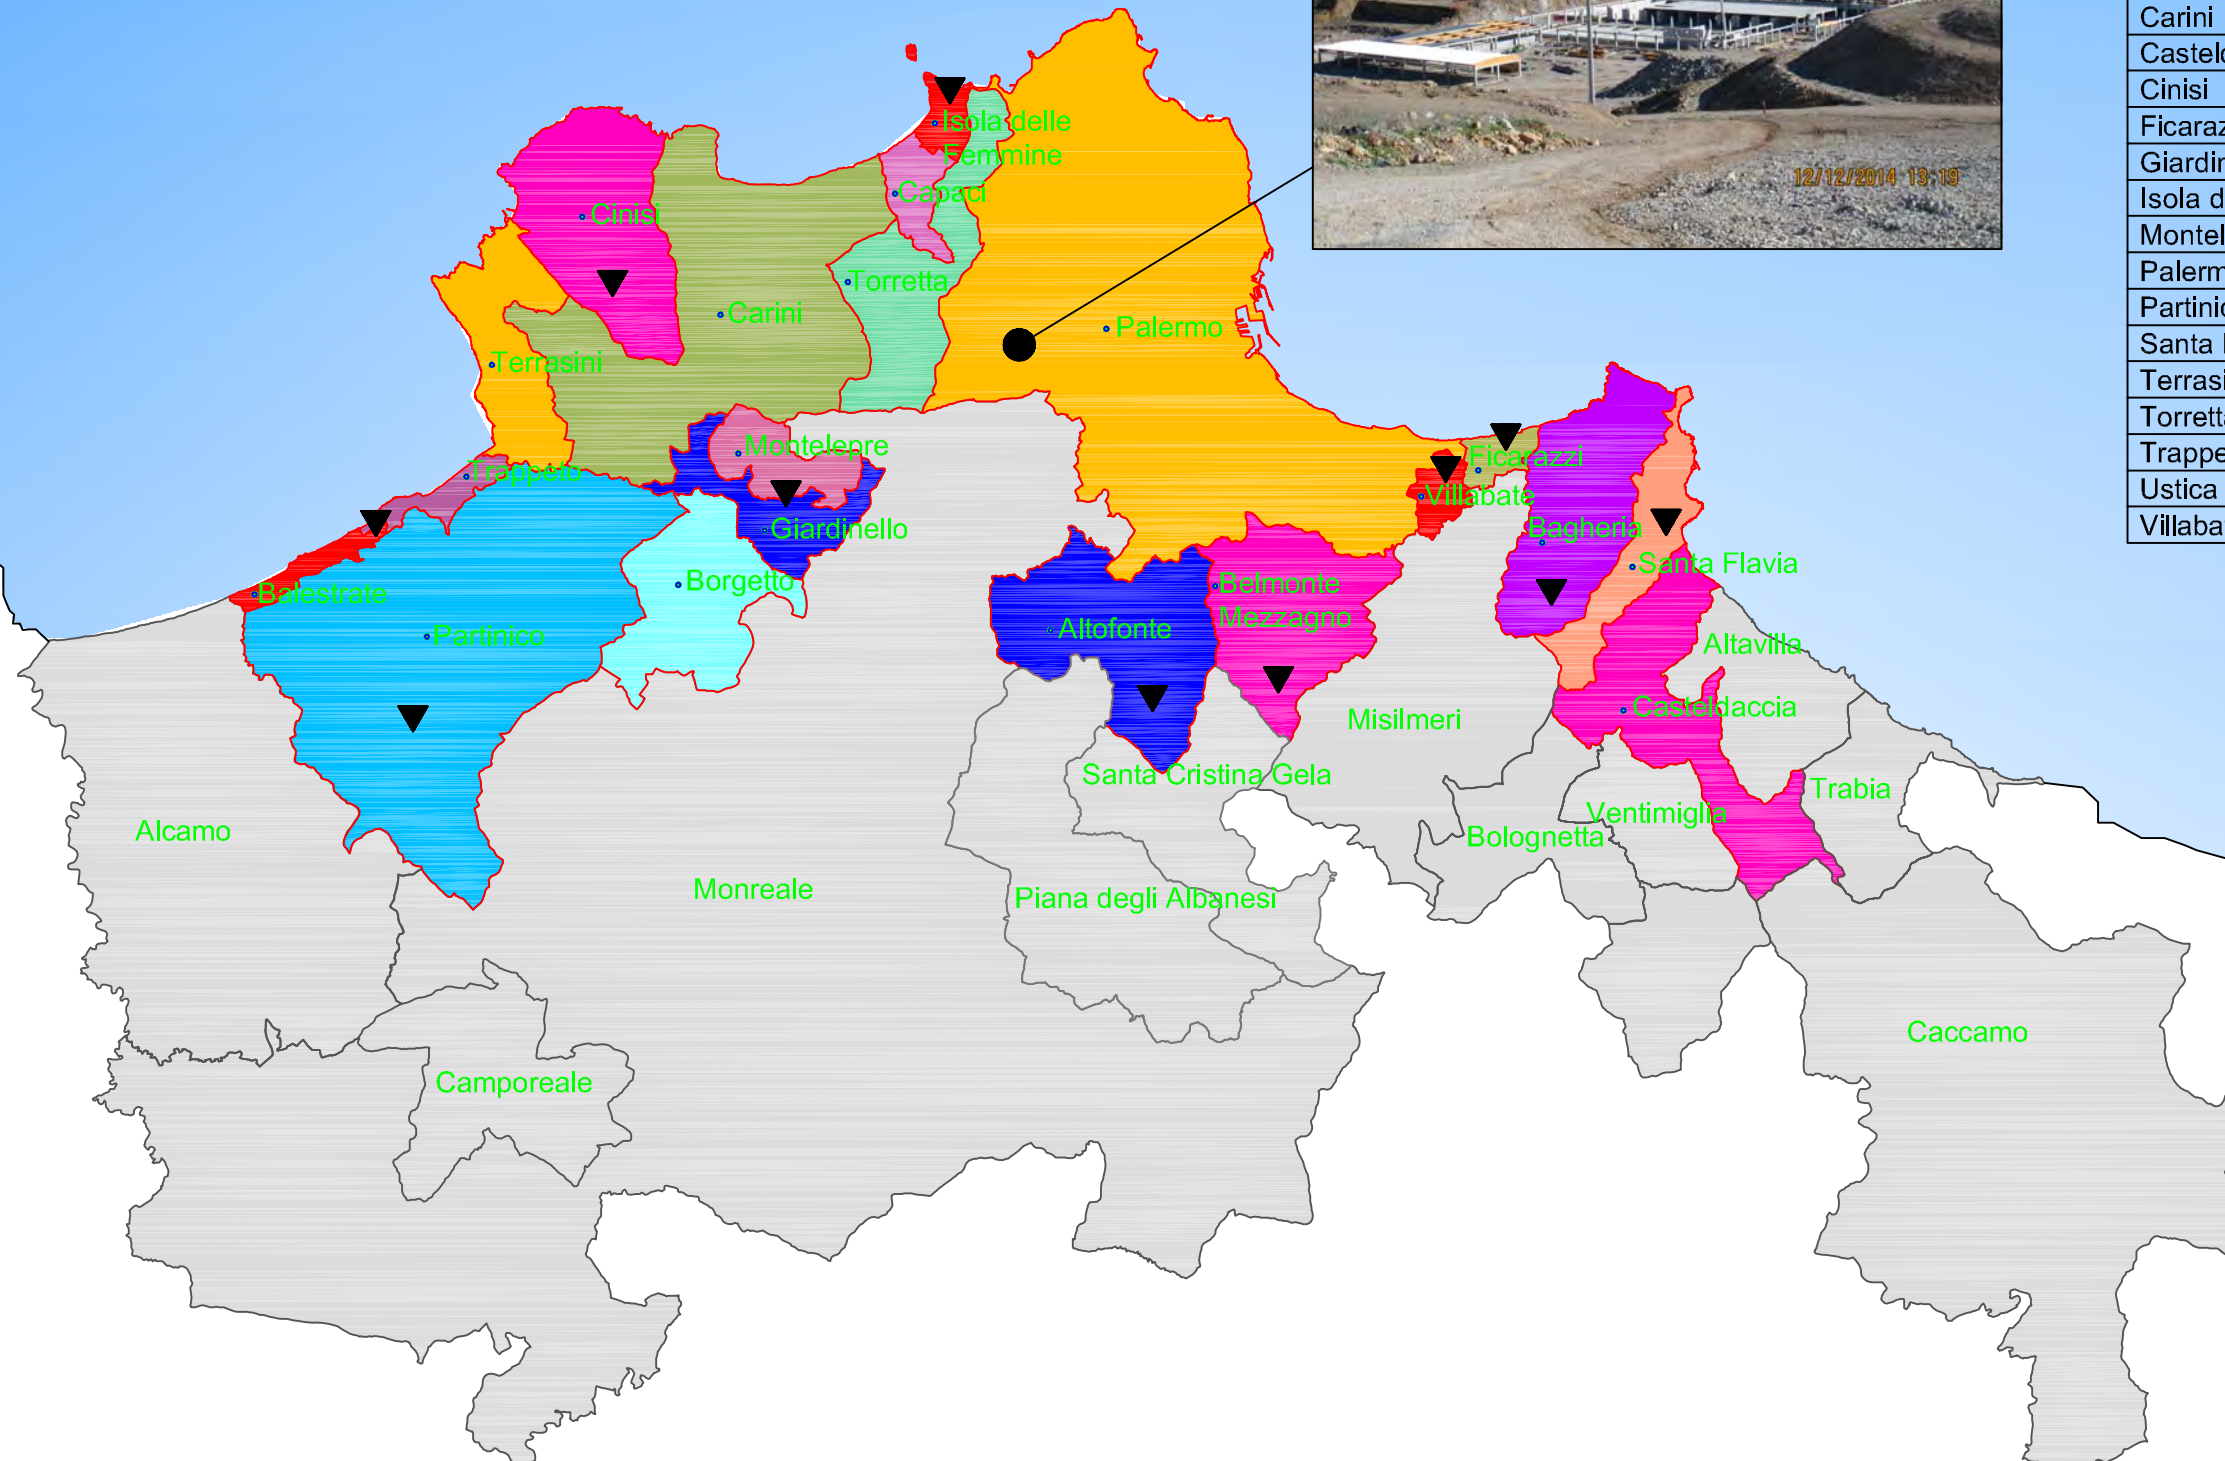 Carini
Cinisi
Ustica
12/12/2014 13:19
Isola delle
Femmine
Capaci
Cinisi
Torretta
Carini
Palermo
Terrasini
Montelepre
Ficarazzi
Trappeto
Villabate
Giardinello
Bagheria
Santa Flavia
Borgetto
Belmonte
Mezzagno
Balestrate
Altofonte
Partinico
Altavilla
Casteldaccia
Misilmeri
Santa Cristina Gela
Trabia
Ventimiglia
Alcamo
Bolognetta
Monreale
Piana degli Albanesi
Caccamo
Camporeale